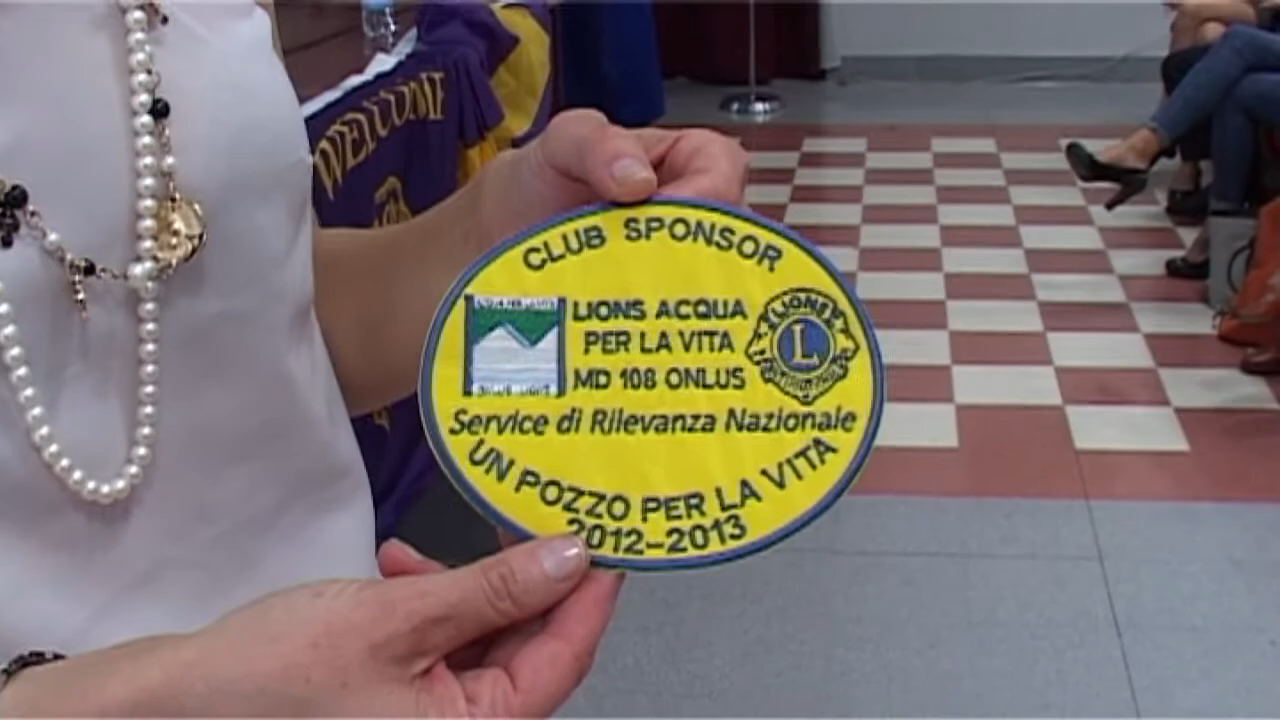 WELCOME
CLUB SPONSOR
LIONS ACQUA
PER LA VITA
MD 108 ONLUS
LIONS
L
Service di Rilevanza Nazionale
UN POZZO PER LA VITA
2012-2013